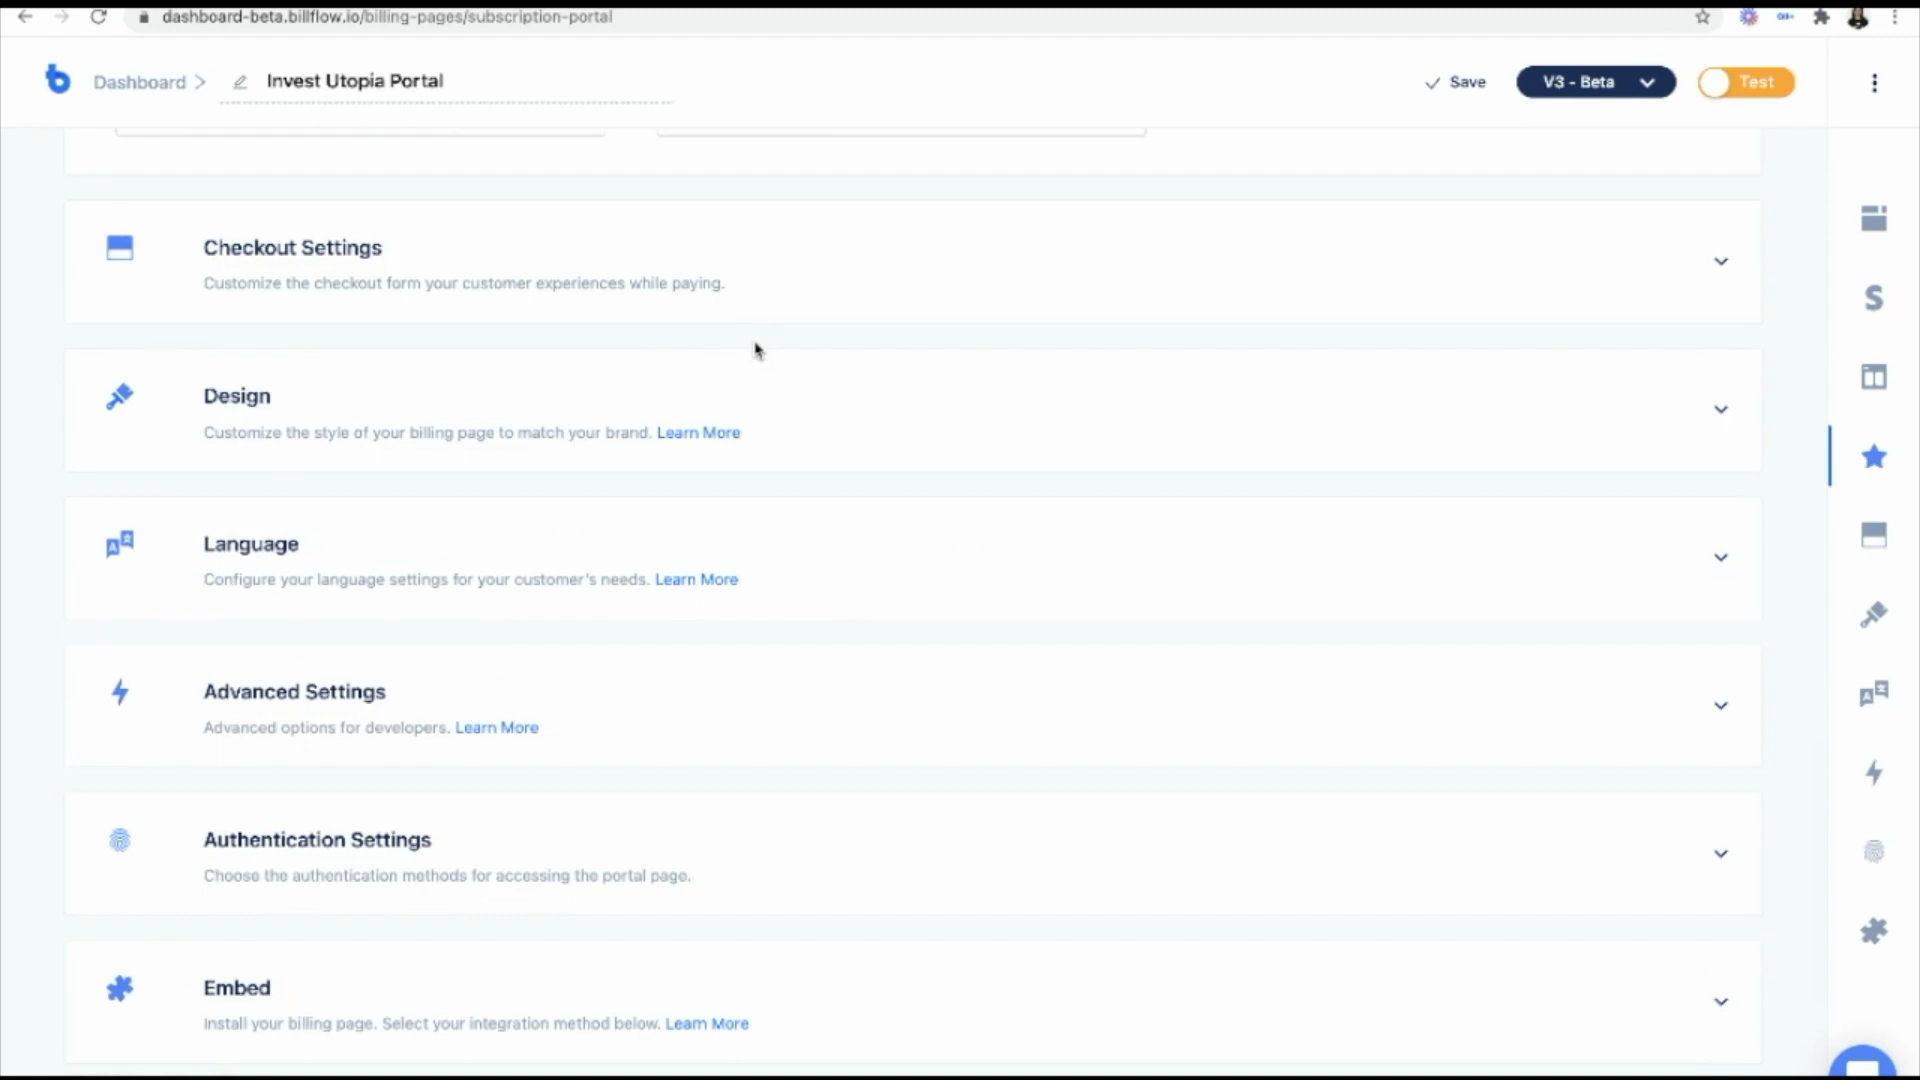 dashboard-beta.billflow.io/billing-pages/subscription-portal
Dashboard > Invest Utopia Portal
Save
V3 - Beta
Test
Checkout Settings
Customize the checkout form your customer experiences while paying.
Design
Customize the style of your billing page to match your brand. Learn More
Language
Configure your language settings for your customer's needs. Learn More
Advanced Settings
Advanced options for developers. Learn More
Authentication Settings
Choose the authentication methods for accessing the portal page.
Embed
Install your billing page. Select your integration method below. Learn More